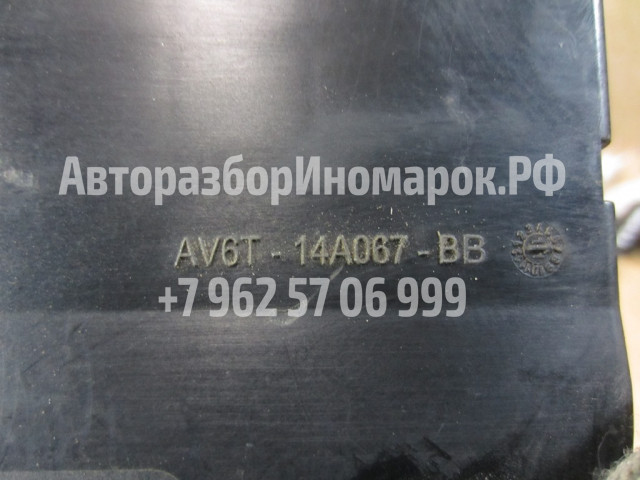 АвторазборИномарок.РФ
AV6T - 14A067 - BB
+7 962 57 06 999